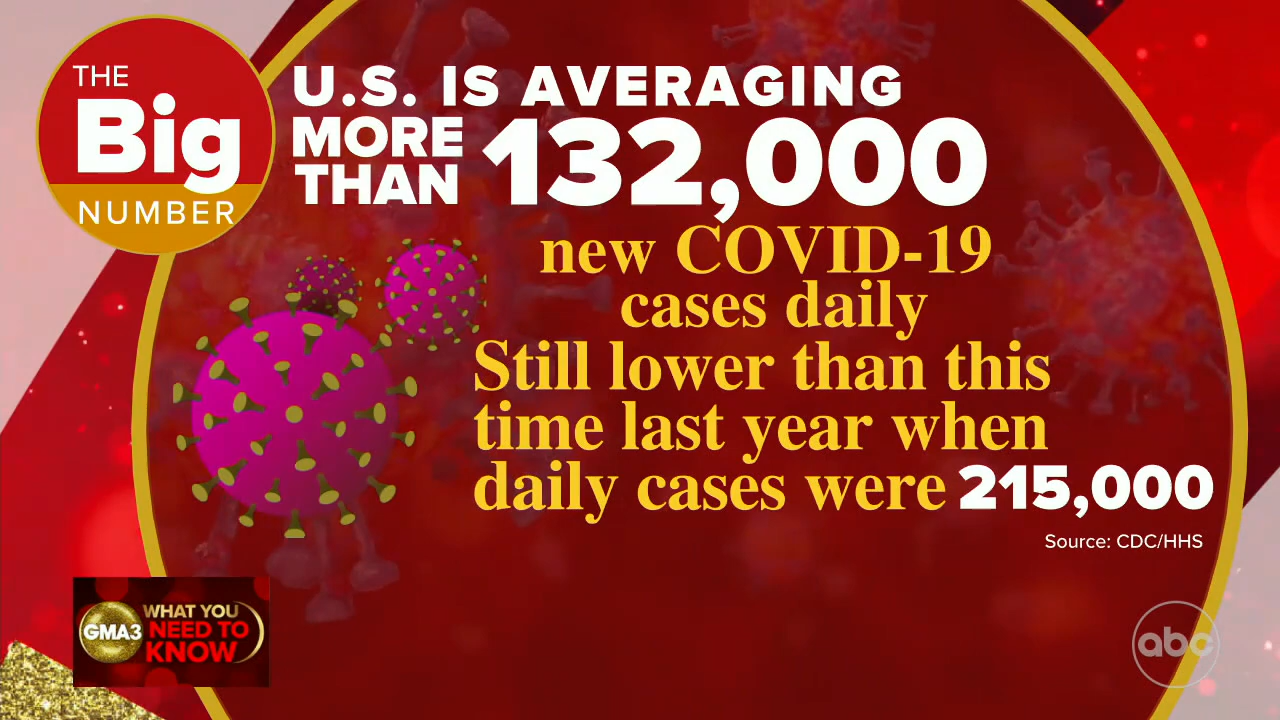 THE
Big
NUMBER
U.S. IS AVERAGING
MORE
THAN 132,000
new COVID-19
cases daily
Still lower than this
time last year when
daily cases were 215,000
Source: CDC/HHS
GMA3
WHAT YOU
NEED TO
KNOW
abc